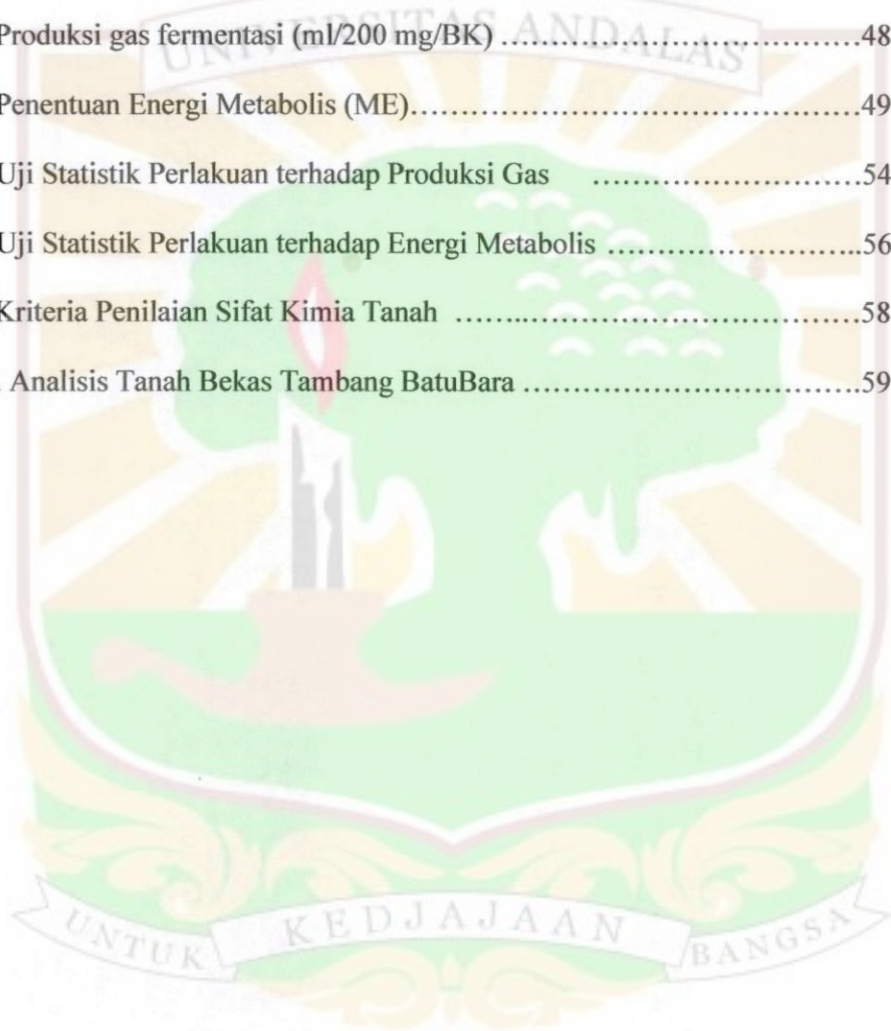 Produksi gas fermentasi (ml/200 mg/BK) ……………………………….48
UNIVERSITAS ANDALAS
Penentuan Energi Metabolis (ME)……………………………………….49
Uji Statistik Perlakuan terhadap Produksi Gas ……………………….54
Uji Statistik Perlakuan terhadap Energi Metabolis ……………………..56
Kriteria Penilaian Sifat Kimia Tanah ……..…………………………….58
. Analisis Tanah Bekas Tambang BatuBara …………………………….59
UNTUK KEDJAJAAN BANGSA